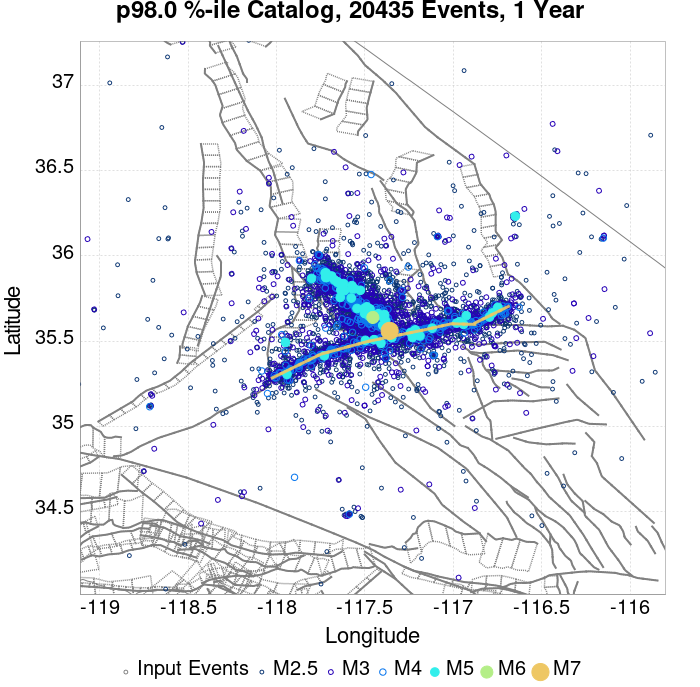 p98.0 %-ile Catalog, 20435 Events, 1 Year
37
36.5
36
35.5
35
34.5
Latitude
-119 -118.5 -118 -117.5 -117 -116.5 -116
Longitude
Input Events M2.5 M3 M4 M5 M6 M7